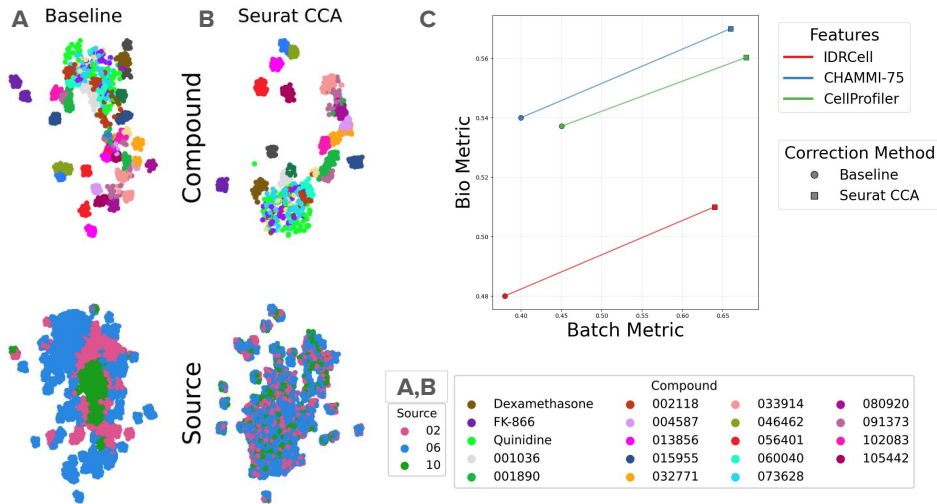 A
Baseline
B
Seurat CCA
Compound
Source
C
Bio Metric
0.56
0.54
0.52
0.50
0.48
0.40
0.45
0.50
0.55
0.60
0.65
Batch Metric
Features
IDRCell
CHAMMI-75
CellProfiler
Correction Method
Baseline
Seurat CCA
A,B
Source
02
06
10
Compound
Dexamethasone
FK-866
Quinidine
001036
001890
002118
004587
013856
015955
032771
033914
046462
056401
060040
073628
080920
091373
102083
105442